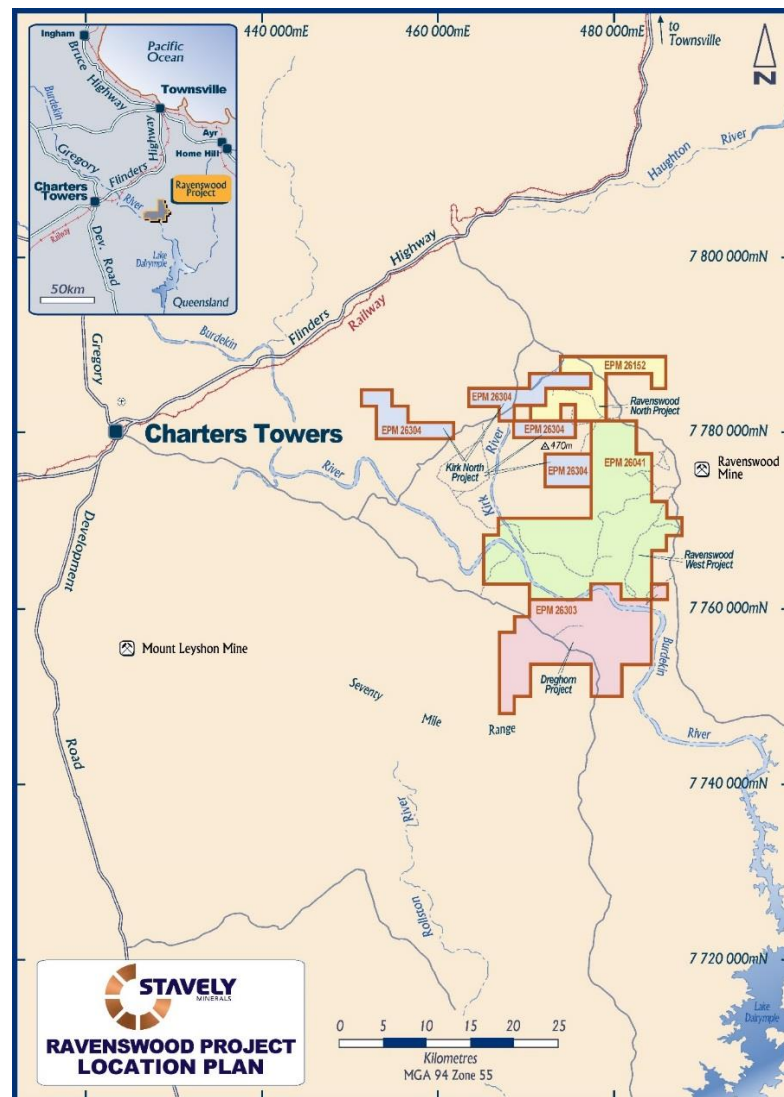 440 000mE
460 000mE
480 000mE
to
Townsville
N
Ingham
Pacific
Ocean
Bruce
Highway
Burdekin
Townsville
Ayr
Home Hill
Gregory
Flinders
Highway
Charters
Towers
River
Ravenswood
Project
Railway
Dev.
Road
Lake
Dalrymple
50km
Queensland
Haughton
River
7 800 000mN
Flinders
Highway
Railway
Burdekin
Gregory
EPM 26152
EPM 26304
Ravenswood
North Project
EPM 26304
EPM 26304
Charters Towers
7 780 000mN
470m
River
Kirk North
Project
EPM 26304
EPM 26041
Ravenswood
Mine
River
Kirk
Development
Ravenswood
West Project
7 760 000mN
EPM 26303
Mount Leyshon Mine
Dreghorn
Project
Burdekin
Seventy
Mile
Range
River
Road
7 740 000mN
River
Rollston
7 720 000mN
STAVELY
MINERALS
RAVENSWOOD PROJECT
LOCATION PLAN
0 5 10 15 20 25
Kilometres
MGA 94 Zone 55
Lake
Dalrymple